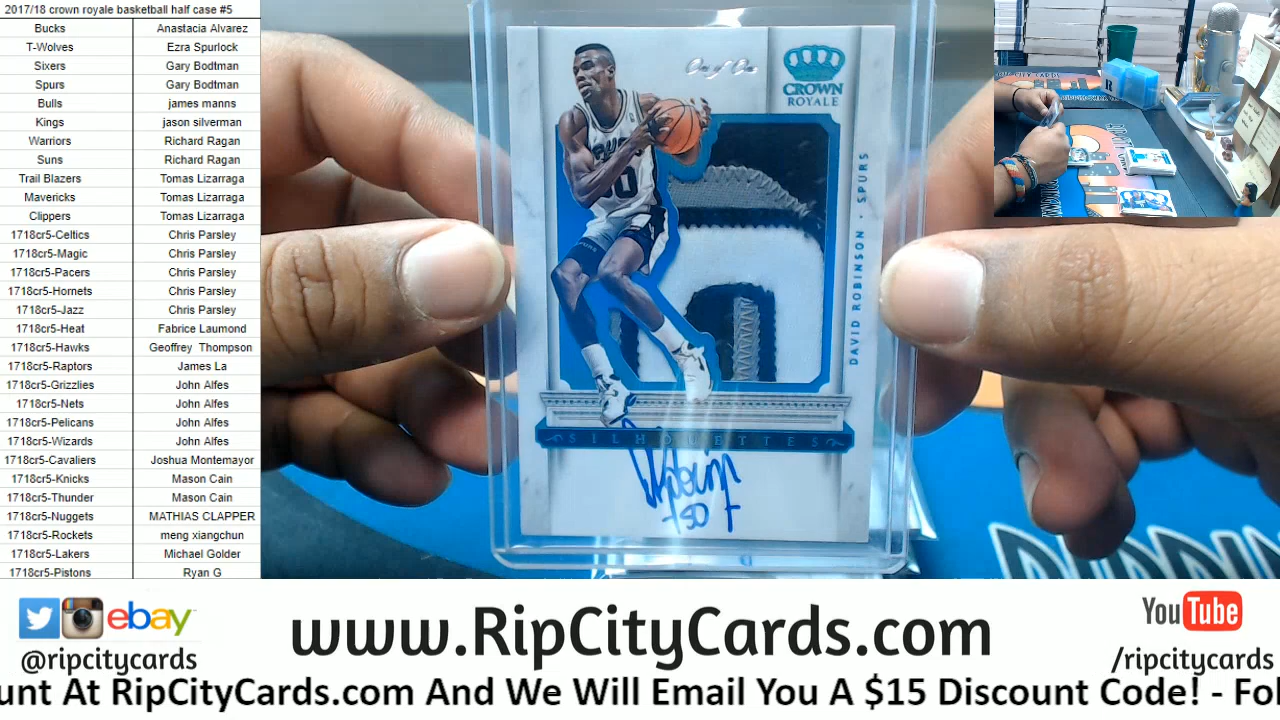 2017/18 crown royale basketball half case #5
Bucks Anastacia Alvarez
T-Wolves Ezra Spurlock
Sixers Gary Bodtman
Spurs Gary Bodtman
Bulls james manns
Kings jason silverman
Warriors Richard Ragan
Suns Richard Ragan
Trail Blazers Tomas Lizarraga
Mavericks Tomas Lizarraga
Clippers Tomas Lizarraga
1718cr5-Celtics Chris Parsley
1718cr5-Magic Chris Parsley
1718cr5-Pacers Chris Parsley
1718cr5-Hornets Chris Parsley
1718cr5-Jazz Chris Parsley
1718cr5-Heat Fabrice Laumond
1718cr5-Hawks Geoffrey Thompson
1718cr5-Raptors James La
1718cr5-Grizzlies John Alfes
1718cr5-Nets John Alfes
1718cr5-Pelicans John Alfes
1718cr5-Wizards John Alfes
1718cr5-Cavaliers Joshua Montemayor
1718cr5-Knicks Mason Cain
1718cr5-Thunder Mason Cain
1718cr5-Nuggets MATHIAS CLAPPER
1718cr5-Rockets meng xiangchun
1718cr5-Lakers Michael Golder
1718cr5-Pistons Ryan G
One of One
CROWN
ROYALE
DAVID ROBINSON · SPURS
SILHOUETTES
50
ebay
@ripcitycards
www.RipCityCards.com
YouTube
/ripcitycards
unt At RipCityCards.com And We Will Email You A $15 Discount Code! - Fol